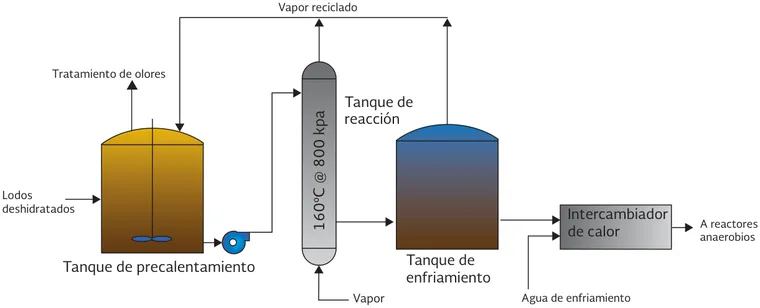 Vapor reciclado
Tratamiento de olores
Tanque de
reacción
160ºC @ 800 kpa
Lodos
deshidratados
Intercambiador
de calor
A reactores
anaerobios
Tanque de precalentamiento
Tanque de
enfriamiento
Vapor
Agua de enfriamiento